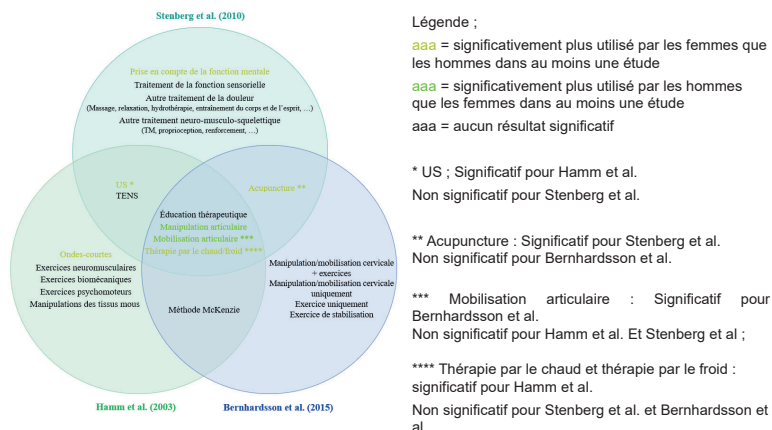 Stenberg et al. (2010)
Prise en compte de la fonction mentale
Traitement de la fonction sensorielle
Autre traitement de la douleur
(Massage, relaxation, hydrothérapie, entraînement du corps et de l'esprit, …)
Autre traitement neuro-musculo-squelettique
(TM, proprioception, renforcement, …)
US *
TENS
Acupuncture **
Éducation thérapeutique
Manipulation articulaire
Mobilisation articulaire ***
Thérapie par le chaud/froid ****
Ondes-courtes
Exercices neuromusculaires
Exercices biomécaniques
Exercices psychomoteurs
Manipulations des tissus mous
Manipulation/mobilisation cervicale
+ exercices
Manipulation/mobilisation cervicale
uniquement
Exercice uniquement
Exercice de stabilisation
Méthode McKenzie
Hamm et al. (2003)
Bernhardsson et al. (2015)
Légende ;
aaa = significativement plus utilisé par les femmes que
les hommes dans au moins une étude
aaa = significativement plus utilisé par les hommes
que les femmes dans au moins une étude
aaa = aucun résultat significatif
* US ; Significatif pour Hamm et al.
Non significatif pour Stenberg et al.
** Acupuncture : Significatif pour Stenberg et al.
Non significatif pour Bernhardsson et al.
*** Mobilisation articulaire : Significatif pour
Bernhardsson et al.
Non significatif pour Hamm et al. Et Stenberg et al ;
**** Thérapie par le chaud et thérapie par le froid :
significatif pour Hamm et al.
Non significatif pour Stenberg et al. et Bernhardsson et
al.